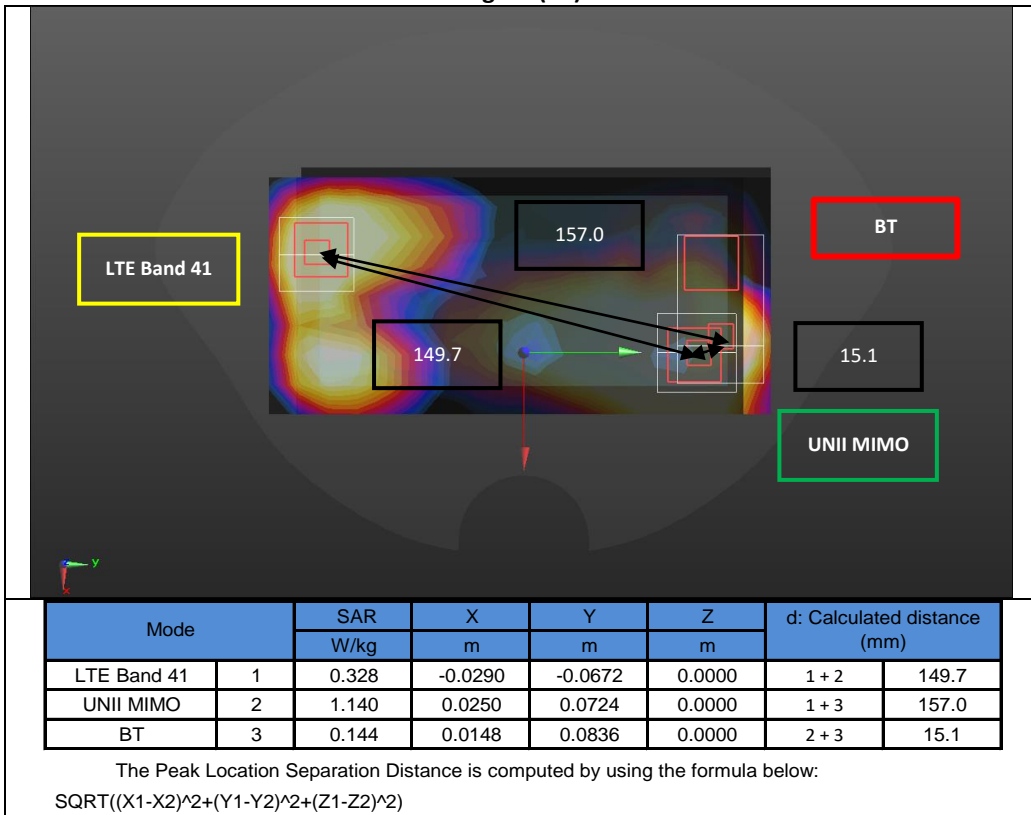 LTE Band 41
157.0
BT
149.7
15.1
UNII MIMO
y
x
Mode SAR X Y Z d: Calculated distance (mm)
W/kg m m m
LTE Band 41 1 0.328 -0.0290 -0.0672 0.0000 1 + 2 149.7
UNII MIMO 2 1.140 0.0250 0.0724 0.0000 1 + 3 157.0
BT 3 0.144 0.0148 0.0836 0.0000 2 + 3 15.1
The Peak Location Separation Distance is computed by using the formula below:
SQRT((X1-X2)^2+(Y1-Y2)^2+(Z1-Z2)^2)